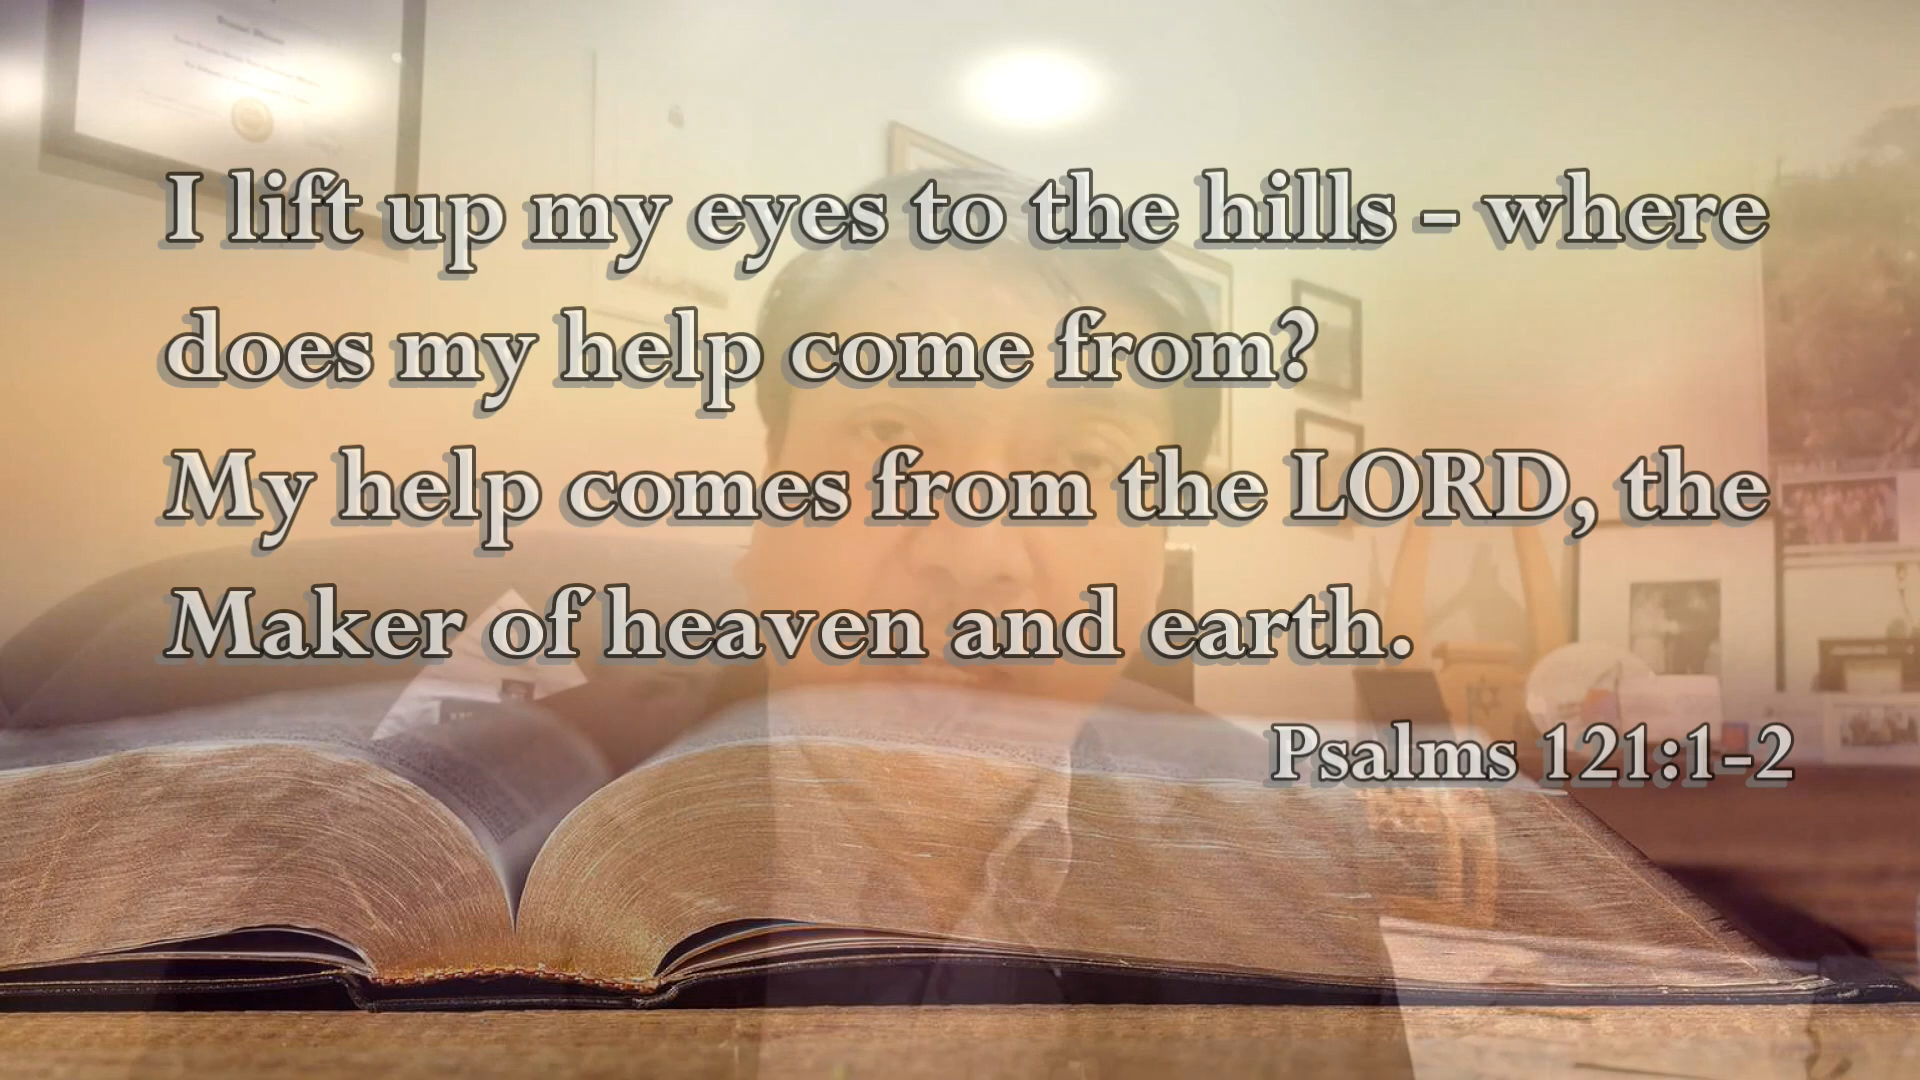 I lift up my eyes to the hills - where
does my help come from?
My help comes from the LORD, the
Maker of heaven and earth.
Psalms 121:1-2